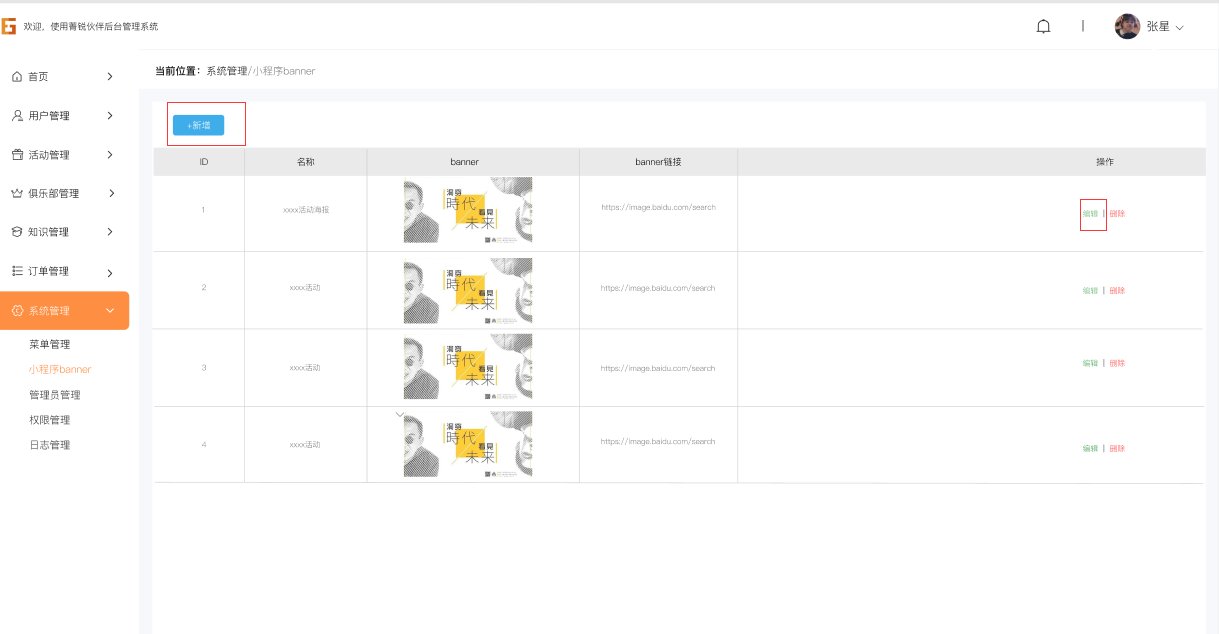 欢迎，使用菁锐伙伴后台管理系统
张星
首页
用户管理
活动管理
俱乐部管理
知识管理
订单管理
系统管理
菜单管理
小程序banner
管理员管理
权限管理
日志管理
当前位置：系统管理/小程序banner
+新增
ID 名称 banner banner链接 操作
1 xxxx活动海报 時代 看見 未来 https://image.baidu.com/search 编辑 | 删除
2 xxxx活动 時代 看見 未来 https://image.baidu.com/search 编辑 | 删除
3 xxxx活动 時代 看見 未来 https://image.baidu.com/search 编辑 | 删除
4 xxxx活动 時代 看見 未来 https://image.baidu.com/search 编辑 | 删除